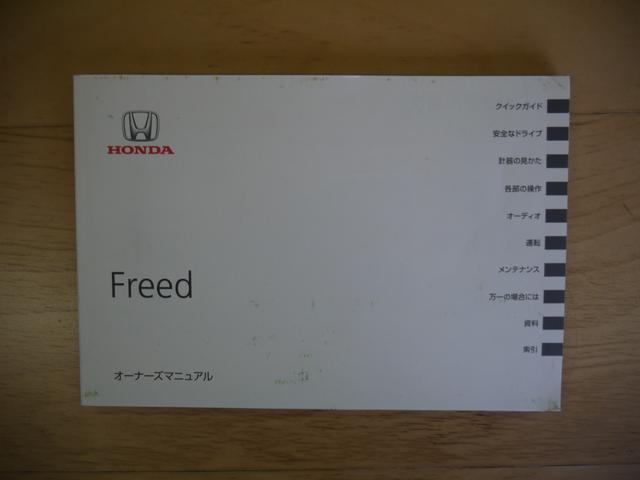 HONDA
Freed
オーナーズマニュアル
クイックガイド
安全なドライブ
計器の見かた
各部の操作
オーディオ
運転
メンテナンス
万一の場合には
資料
索引